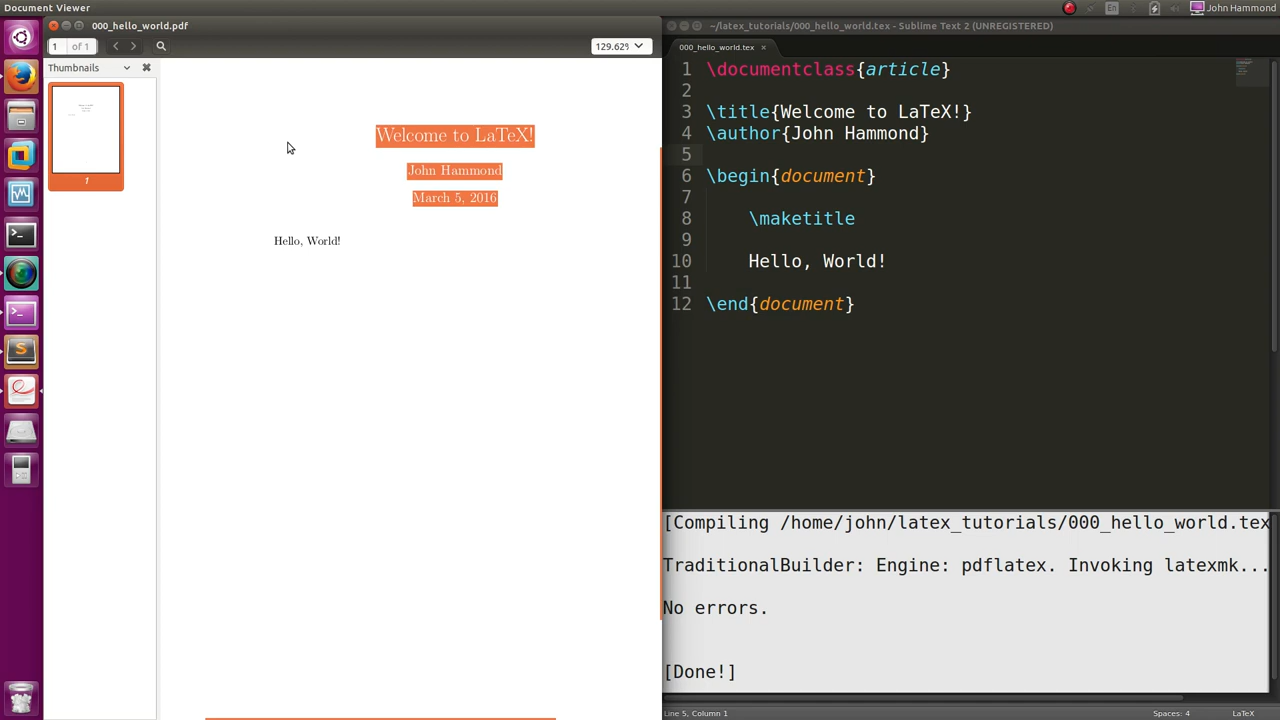 Document Viewer
En
John Hammond
000_hello_world.pdf
1 of 1
129.62%
Thumbnails
1
Welcome to LaTeX!
John Hammond
March 5, 2016
Hello, World!
~/latex_tutorials/000_hello_world.tex - Sublime Text 2 (UNREGISTERED)
000_hello_world.tex
1 \documentclass{article}
2
3 \title{Welcome to LaTeX!}
4 \author{John Hammond}
5
6 \begin{document}
7
8 \maketitle
9
10 Hello, World!
11
12 \end{document}
[Compiling /home/john/latex_tutorials/000_hello_world.tex
TraditionalBuilder: Engine: pdflatex. Invoking latexmk...
No errors.
[Done!]
Line 5, Column 1
Spaces: 4
LaTeX